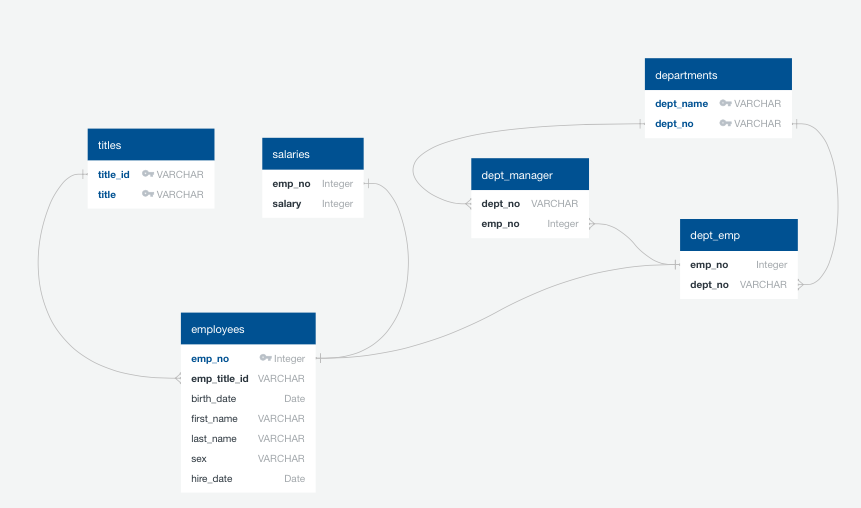 departments
dept_name VARCHAR
dept_no VARCHAR
titles
title_id VARCHAR
title VARCHAR
salaries
emp_no Integer
salary Integer
dept_manager
dept_no VARCHAR
emp_no Integer
dept_emp
emp_no Integer
dept_no VARCHAR
employees
emp_no Integer
emp_title_id VARCHAR
birth_date Date
first_name VARCHAR
last_name VARCHAR
sex VARCHAR
hire_date Date